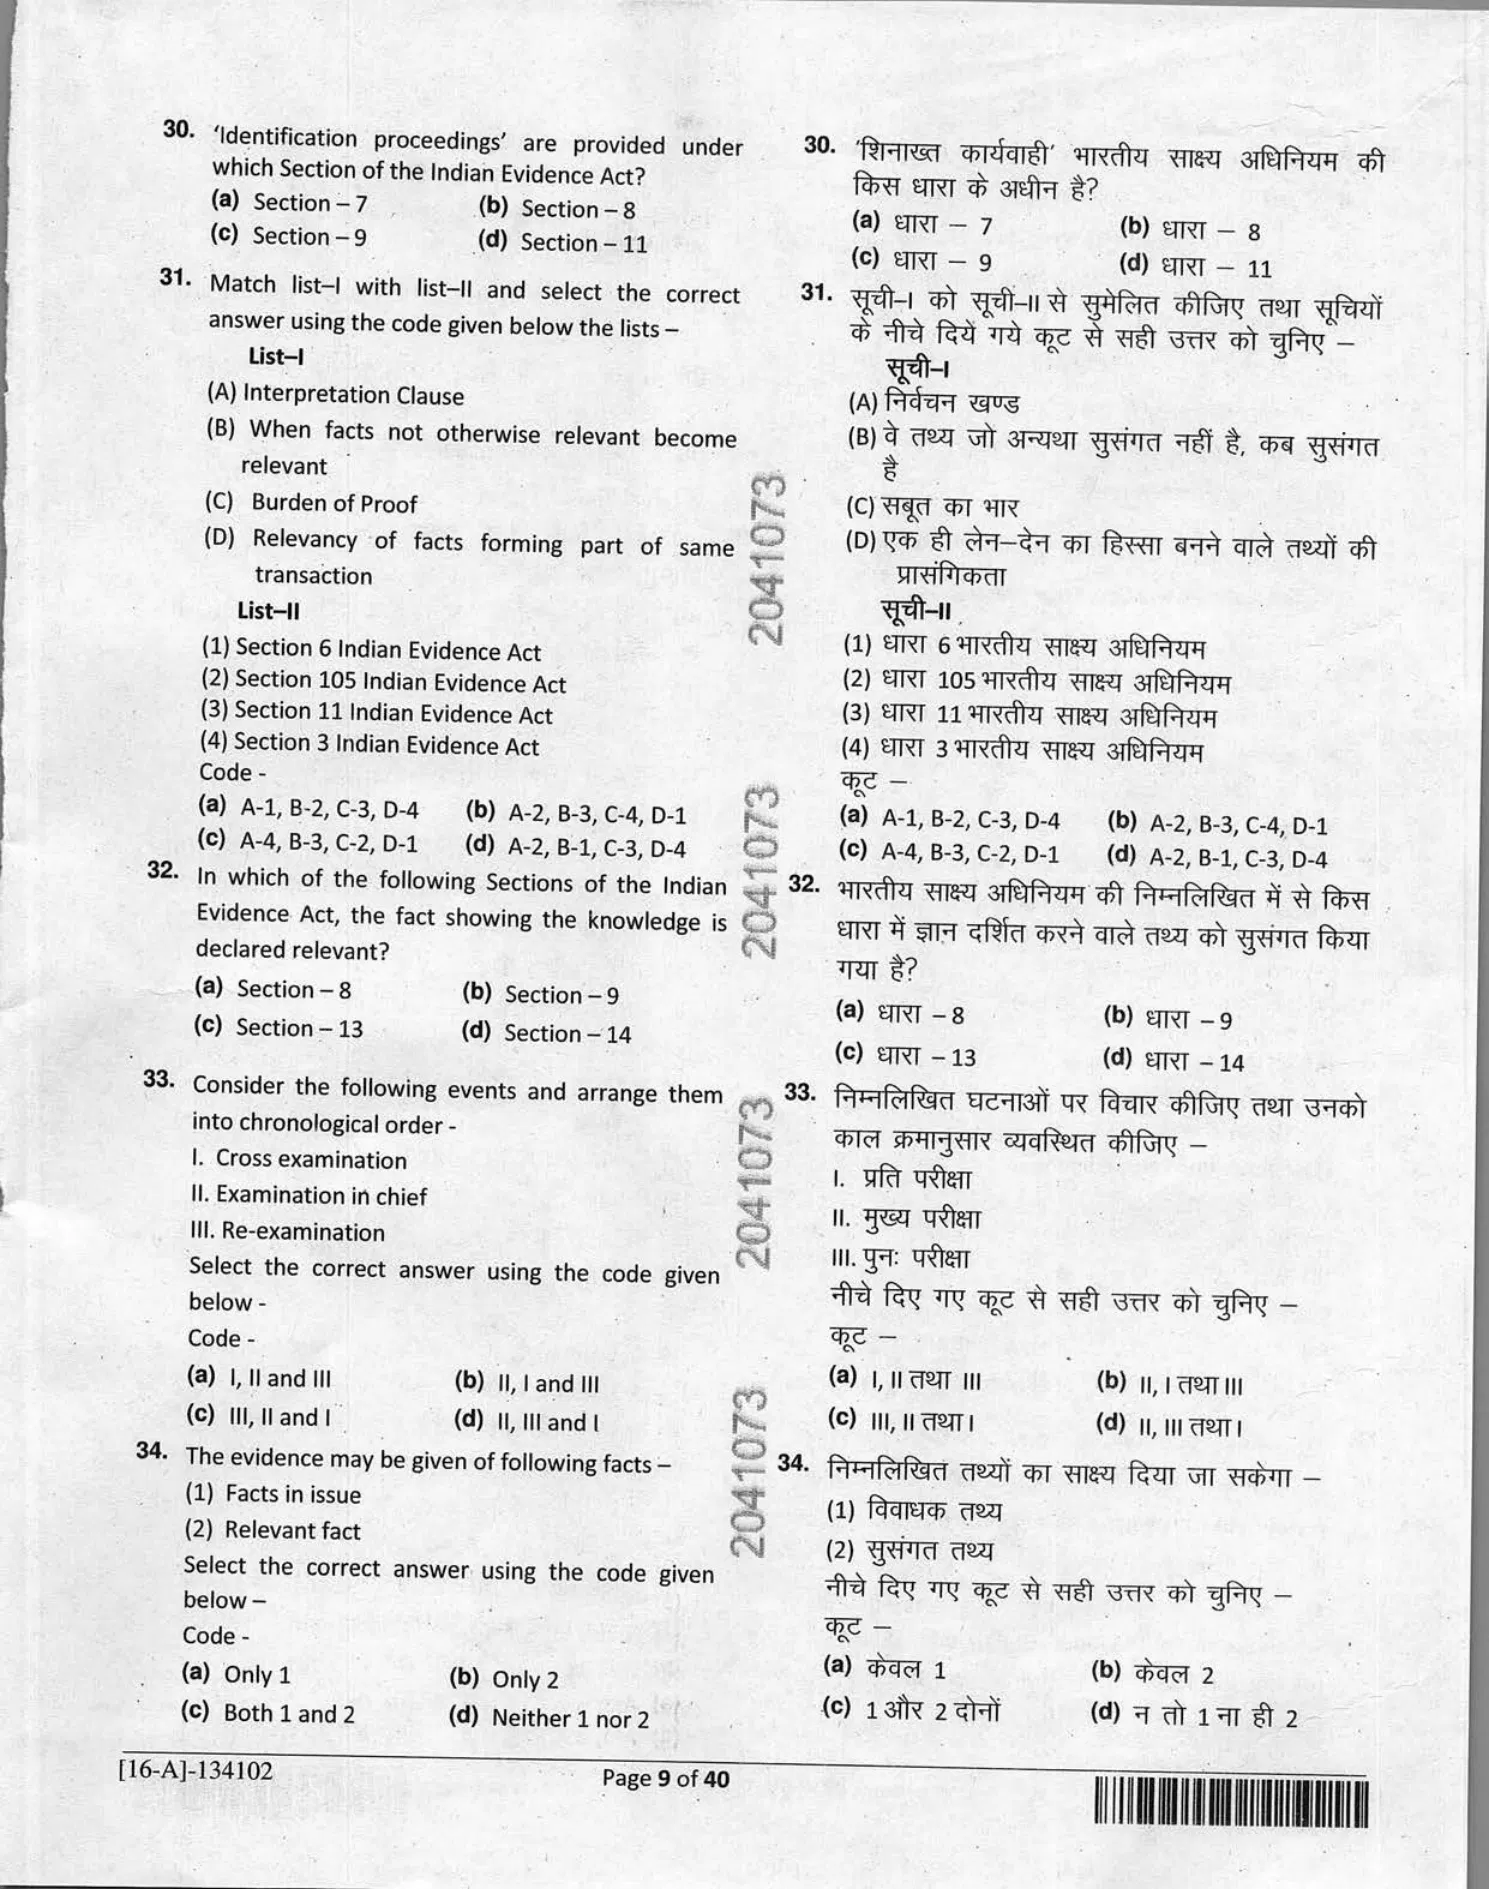 30. 'Identification proceedings' are provided under
which Section of the Indian Evidence Act?
(a) Section – 7 (b) Section – 8
(c) Section – 9 (d) Section – 11
31. Match list–I with list–II and select the correct
answer using the code given below the lists –
List–I
(A) Interpretation Clause
(B) When facts not otherwise relevant become
relevant
(C) Burden of Proof
(D) Relevancy of facts forming part of same
transaction
List–II
(1) Section 6 Indian Evidence Act
(2) Section 105 Indian Evidence Act
(3) Section 11 Indian Evidence Act
(4) Section 3 Indian Evidence Act
Code -
(a) A-1, B-2, C-3, D-4 (b) A-2, B-3, C-4, D-1
(c) A-4, B-3, C-2, D-1 (d) A-2, B-1, C-3, D-4
32. In which of the following Sections of the Indian
Evidence Act, the fact showing the knowledge is
declared relevant?
(a) Section – 8 (b) Section – 9
(c) Section – 13 (d) Section – 14
33. Consider the following events and arrange them
into chronological order -
I. Cross examination
II. Examination in chief
III. Re-examination
Select the correct answer using the code given
below -
Code -
(a) I, II and III (b) II, I and III
(c) III, II and I (d) II, III and I
34. The evidence may be given of following facts –
(1) Facts in issue
(2) Relevant fact
Select the correct answer using the code given
below –
Code -
(a) Only 1 (b) Only 2
(c) Both 1 and 2 (d) Neither 1 nor 2
2041073
2041073
2041073
2041073
30. 'शिनाख्त कार्यवाही' भारतीय साक्ष्य अधिनियम की
किस धारा के अधीन है?
(a) धारा – 7 (b) धारा – 8
(c) धारा – 9 (d) धारा – 11
31. सूची–I को सूची–II से सुमेलित कीजिए तथा सूचियों
के नीचे दियें गये कूट से सही उत्तर को चुनिए –
सूची–I
(A) निर्वचन खण्ड
(B) वे तथ्य जो अन्यथा सुसंगत नहीं है, कब सुसंगत
है
(C) सबूत का भार
(D) एक ही लेन–देन का हिस्सा बनने वाले तथ्यों की
प्रासंगिकता
सूची–II
(1) धारा 6 भारतीय साक्ष्य अधिनियम
(2) धारा 105 भारतीय साक्ष्य अधिनियम
(3) धारा 11 भारतीय साक्ष्य अधिनियम
(4) धारा 3 भारतीय साक्ष्य अधिनियम
कूट –
(a) A-1, B-2, C-3, D-4 (b) A-2, B-3, C-4, D-1
(c) A-4, B-3, C-2, D-1 (d) A-2, B-1, C-3, D-4
32. भारतीय साक्ष्य अधिनियम की निम्नलिखित में से किस
धारा में ज्ञान दर्शित करने वाले तथ्य को सुसंगत किया
गया है?
(a) धारा – 8 (b) धारा – 9
(c) धारा – 13 (d) धारा – 14
33. निम्नलिखित घटनाओं पर विचार कीजिए तथा उनको
काल क्रमानुसार व्यवस्थित कीजिए –
I. प्रति परीक्षा
II. मुख्य परीक्षा
III. पुनः परीक्षा
नीचे दिए गए कूट से सही उत्तर को चुनिए –
कूट –
(a) I, II तथा III (b) II, I तथा III
(c) III, II तथा I (d) II, III तथा I
34. निम्नलिखित तथ्यों का साक्ष्य दिया जा सकेगा –
(1) विवाधक तथ्य
(2) सुसंगत तथ्य
नीचे दिए गए कूट से सही उत्तर को चुनिए –
कूट –
(a) केवल 1 (b) केवल 2
(c) 1 और 2 दोनों (d) न तो 1 ना ही 2
[16-A]-134102 Page 9 of 40